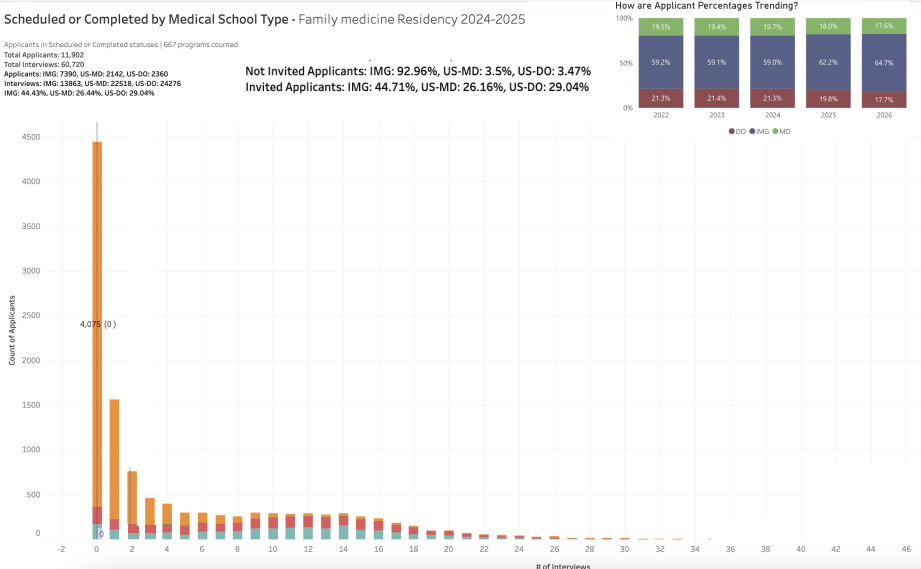 Scheduled or Completed by Medical School Type - Family medicine Residency 2024-2025
Applicants in Scheduled or Completed statuses | 667 programs counted
Total Applicants: 11,902
Total Interviews: 60,720
Applicants: IMG: 7390, US-MD: 2142, US-DO: 2360
Interviews: IMG: 13863, US-MD: 22518, US-DO: 24276
IMG: 44.43%, US-MD: 26.44%, US-DO: 29.04%
Not Invited Applicants: IMG: 92.96%, US-MD: 3.5%, US-DO: 3.47%
Invited Applicants: IMG: 44.71%, US-MD: 26.16%, US-DO: 29.04%
How are Applicant Percentages Trending?
100%
50%
0%
19.5% 19.4% 19.7% 18.0% 17.6%
59.2% 59.1% 59.0% 62.2% 64.7%
21.3% 21.4% 21.3% 19.8% 17.7%
2022 2023 2024 2025 2026
DO IMG MD
Count of Applicants
4500
4000
3500
3000
2500
2000
1500
1000
500
0
4,075 (0)
0
-2 0 2 4 6 8 10 12 14 16 18 20 22 24 26 28 30 32 34 36 38 40 42 44 46
# of Interviews